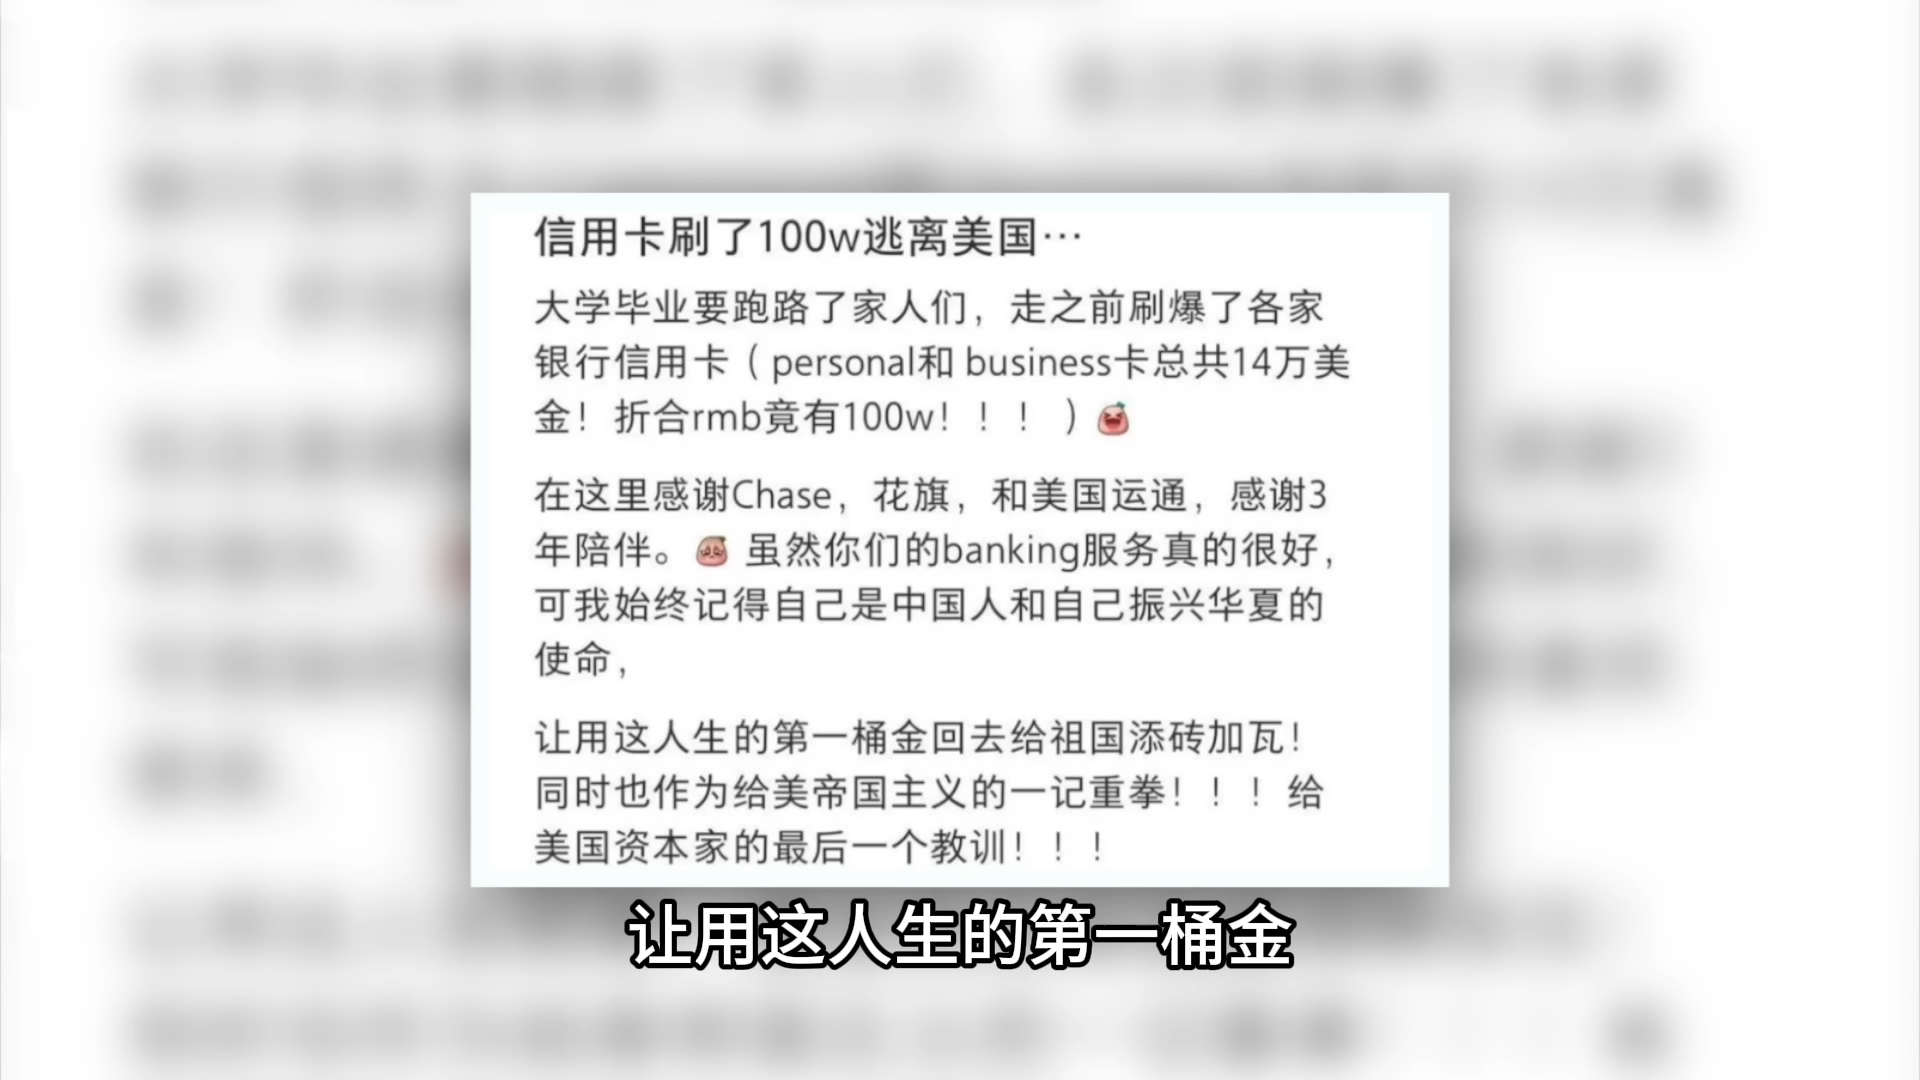 信用卡刷了100w逃离美国…
大学毕业要跑路了家人们，走之前刷爆了各家
银行信用卡（personal和 business卡总共14万美
金！折合rmb竟有100w！！！）
在这里感谢Chase，花旗，和美国运通，感谢3
年陪伴。 虽然你们的banking服务真的很好，
可我始终记得自己是中国人和自己振兴华夏的
使命，
让用这人生的第一桶金回去给祖国添砖加瓦！
同时也作为给美帝国主义的一记重拳！！！给
美国资本家的最后一个教训！！！
让用这人生的第一桶金